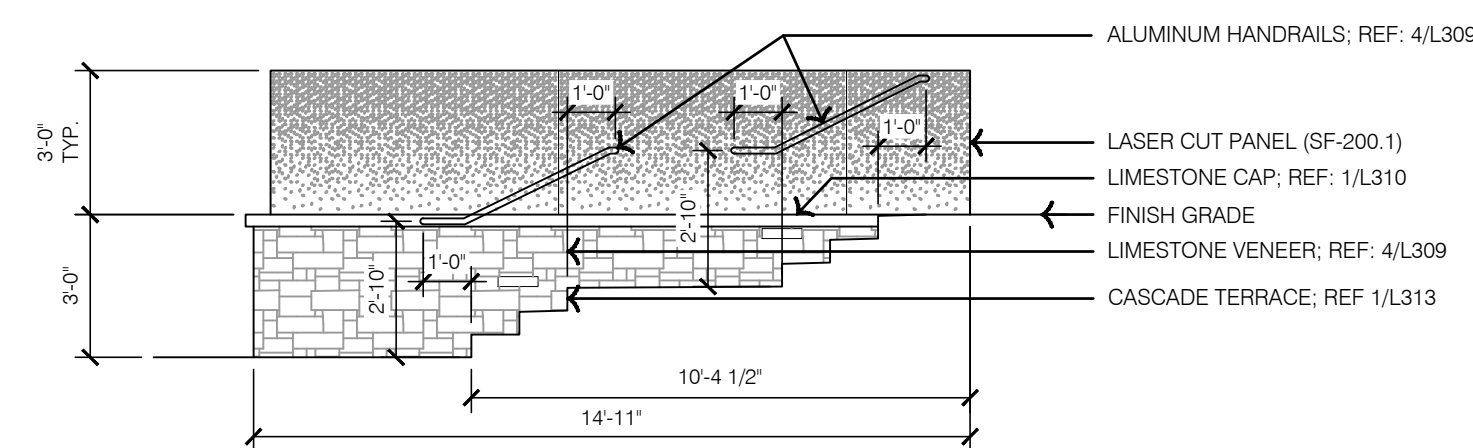 ALUMINUM HANDRAILS; REF: 4/L309
1'-0"
1'-0"
1'-0"
3'-0"
TYP.
LASER CUT PANEL (SF-200.1)
LIMESTONE CAP; REF: 1/L310
FINISH GRADE
2'-10"
LIMESTONE VENEER; REF: 4/L309
1'-0"
3'-0"
2'-10"
CASCADE TERRACE; REF 1/L313
10'-4 1/2"
14'-11"